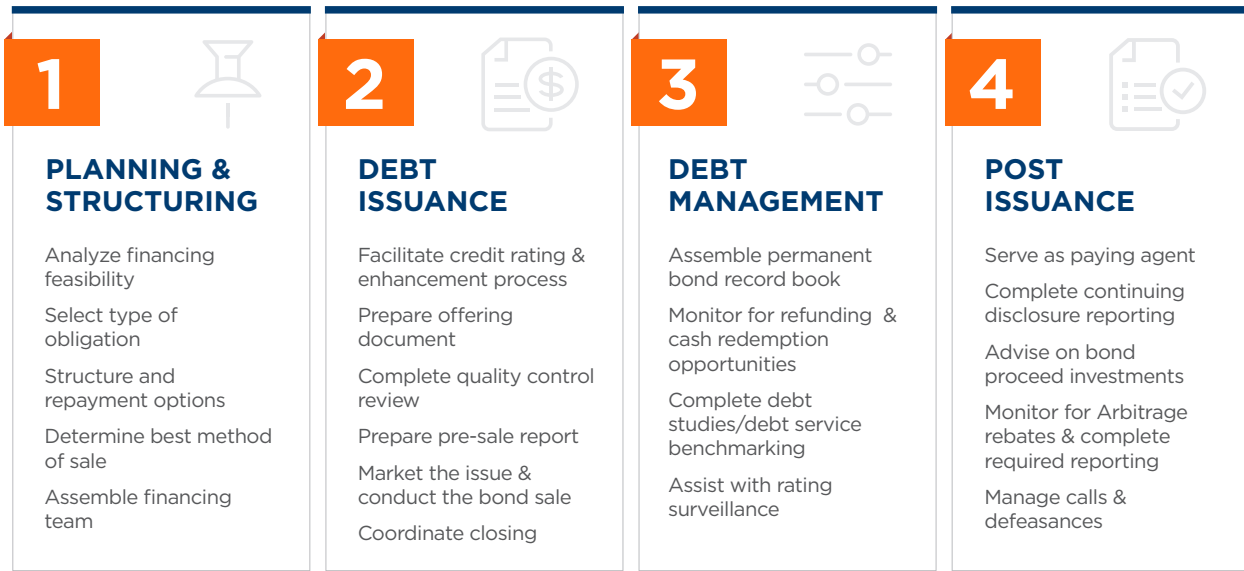 1
PLANNING &
STRUCTURING
Analyze financing
feasibility
Select type of
obligation
Structure and
repayment options
Determine best method
of sale
Assemble financing
team
2
$
DEBT
ISSUANCE
Facilitate credit rating &
enhancement process
Prepare offering
document
Complete quality control
review
Prepare pre-sale report
Market the issue &
conduct the bond sale
Coordinate closing
3
DEBT
MANAGEMENT
Assemble permanent
bond record book
Monitor for refunding &
cash redemption
opportunities
Complete debt
studies/debt service
benchmarking
Assist with rating
surveillance
4
POST
ISSUANCE
Serve as paying agent
Complete continuing
disclosure reporting
Advise on bond
proceed investments
Monitor for Arbitrage
rebates & complete
required reporting
Manage calls &
defeasances